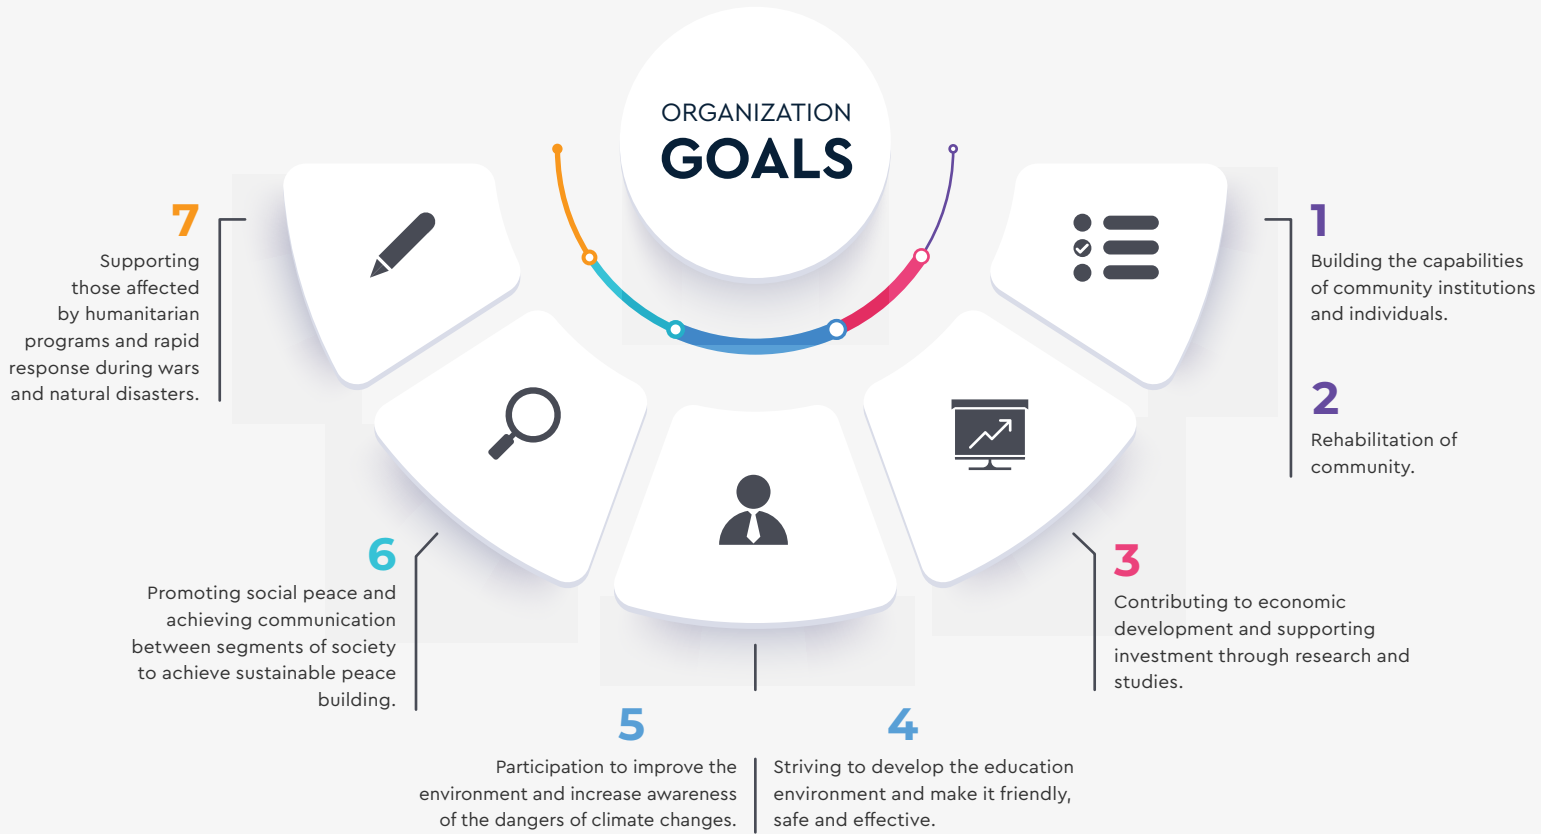 ORGANIZATION
GOALS
1
Building the capabilities
of community institutions
and individuals.
2
Rehabilitation of
community.
3
Contributing to economic
development and supporting
investment through research and
studies.
4
Striving to develop the education
environment and make it friendly,
safe and effective.
5
Participation to improve the
environment and increase awareness
of the dangers of climate changes.
6
Promoting social peace and
achieving communication
between segments of society
to achieve sustainable peace
building.
7
Supporting
those affected
by humanitarian
programs and rapid
response during wars
and natural disasters.